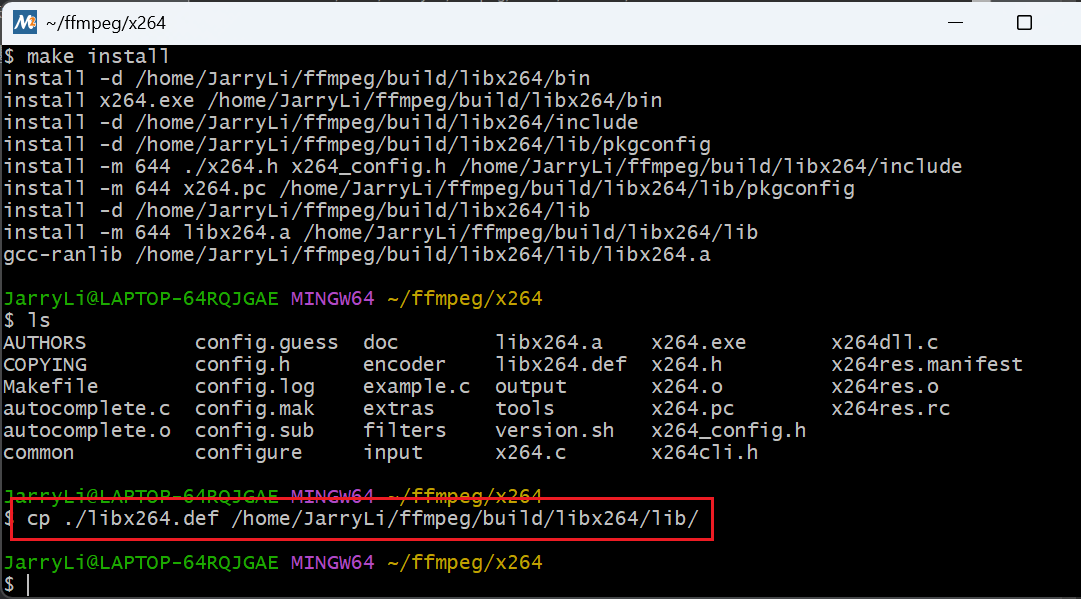 ~/ffmpeg/x264
$ make install
install -d /home/JarryLi/ffmpeg/build/libx264/bin
install x264.exe /home/JarryLi/ffmpeg/build/libx264/bin
install -d /home/JarryLi/ffmpeg/build/libx264/include
install -d /home/JarryLi/ffmpeg/build/libx264/lib/pkgconfig
install -m 644 ./x264.h x264_config.h /home/JarryLi/ffmpeg/build/libx264/include
install -m 644 x264.pc /home/JarryLi/ffmpeg/build/libx264/lib/pkgconfig
install -d /home/JarryLi/ffmpeg/build/libx264/lib
install -m 644 libx264.a /home/JarryLi/ffmpeg/build/libx264/lib
gcc-ranlib /home/JarryLi/ffmpeg/build/libx264/lib/libx264.a
JarryLi@LAPTOP-64RQJGAE MINGW64 ~/ffmpeg/x264
$ ls
AUTHORS config.guess doc libx264.a x264.exe x264dll.c
COPYING config.h encoder libx264.def x264.h x264res.manifest
Makefile config.log example.c output x264.o x264res.o
autocomplete.c config.mak extras tools x264.pc x264res.rc
autocomplete.o config.sub filters version.sh x264_config.h
common configure input x264.c x264cli.h
JarryLi@LAPTOP-64RQJGAE MINGW64 ~/ffmpeg/x264
$ cp ./libx264.def /home/JarryLi/ffmpeg/build/libx264/lib/
JarryLi@LAPTOP-64RQJGAE MINGW64 ~/ffmpeg/x264
$